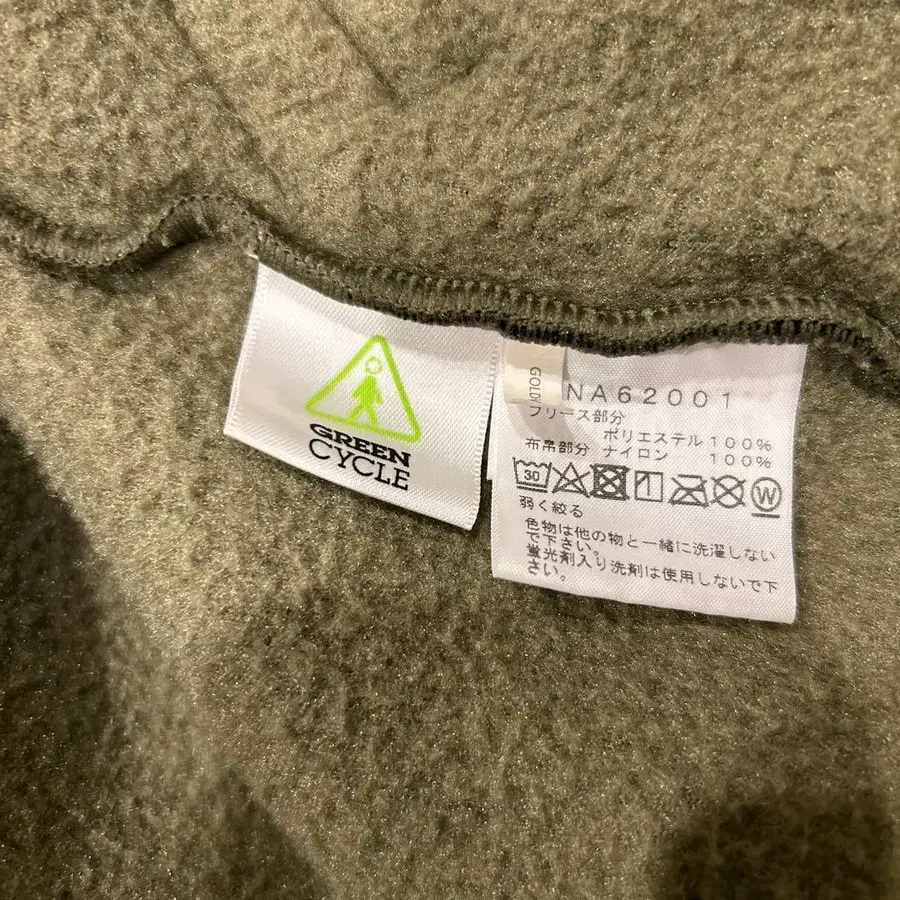 GREEN
CYCLE
GOLD
NA62001
フリース部分
ポリエステル100%
布帛部分 ナイロン 100%
30
W
弱く絞る
色物は他の物と一緒に洗濯しない
で下さい。
蛍光剤入り洗剤は使用しないで下
さい。